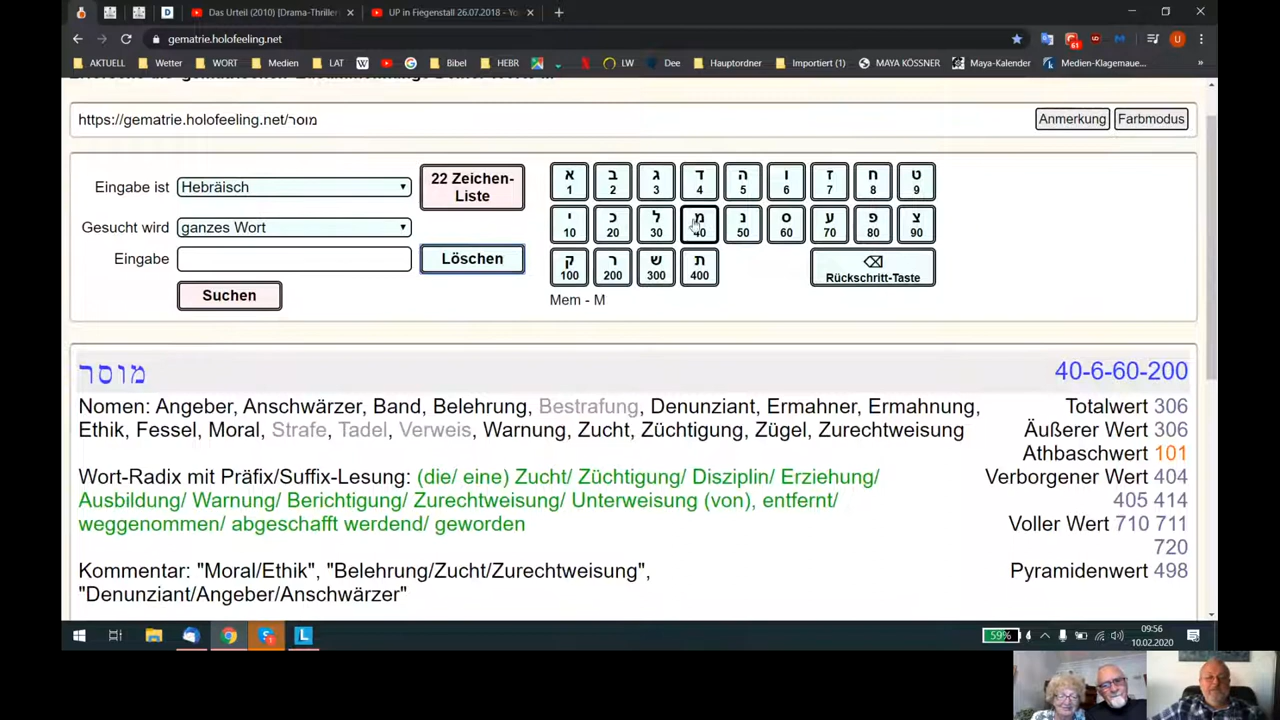 Das Urteil (2010) [Drama-Thriller
UP in Fiegenstall 26.07.2018 - Yo
gematrie.holofeeling.net
AKTUELL Wetter WORT Medien LAT Bibel HEBR LW Dee Hauptordner Importiert (1) MAYA KÖSSNER Maya-Kalender Medien-Klagemaue...
https://gematrie.holofeeling.net/מוסר
Anmerkung Farbmodus
Eingabe ist Hebräisch
22 Zeichen-
Liste
Gesucht wird ganzes Wort
Eingabe
Löschen
Suchen
א ב ג ד ה ו ז ח ט
1 2 3 4 5 6 7 8 9
י כ ל מ נ ס ע פ צ
10 20 30 40 50 60 70 80 90
ק ר ש ת
100 200 300 400
Rückschritt-Taste
Mem - M
מוסר 40-6-60-200
Nomen: Angeber, Anschwärzer, Band, Belehrung, Bestrafung, Denunziant, Ermahner, Ermahnung,
Ethik, Fessel, Moral, Strafe, Tadel, Verweis, Warnung, Zucht, Züchtigung, Zügel, Zurechtweisung
Wort-Radix mit Präfix/Suffix-Lesung: (die/ eine) Zucht/ Züchtigung/ Disziplin/ Erziehung/
Ausbildung/ Warnung/ Berichtigung/ Zurechtweisung/ Unterweisung (von), entfernt/
weggenommen/ abgeschafft werdend/ geworden
Kommentar: "Moral/Ethik", "Belehrung/Zucht/Zurechtweisung",
"Denunziant/Angeber/Anschwärzer"
Totalwert 306
Äußerer Wert 306
Athbaschwert 101
Verborgener Wert 404
405 414
Voller Wert 710 711
720
Pyramidenwert 498
59%
09:56
10.02.2020